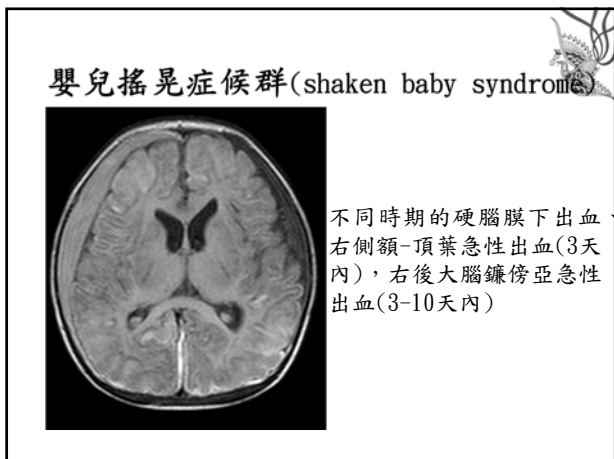 嬰兒搖晃症候群(shaken baby syndrome)
不同時期的硬腦膜下出血、
右側額-頂葉急性出血(3天
內)，右後大腦鐮傍亞急性
出血(3-10天內)